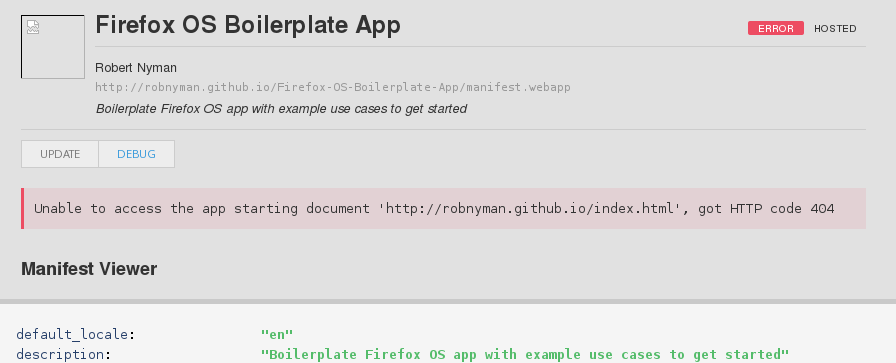 Firefox OS Boilerplate App
ERROR HOSTED
Robert Nyman
http://robnyman.github.io/Firefox-OS-Boilerplate-App/manifest.webapp
Boilerplate Firefox OS app with example use cases to get started
UPDATE DEBUG
Unable to access the app starting document 'http://robnyman.github.io/index.html', got HTTP code 404
Manifest Viewer
default_locale: "en"
description: "Boilerplate Firefox OS app with example use cases to get started"